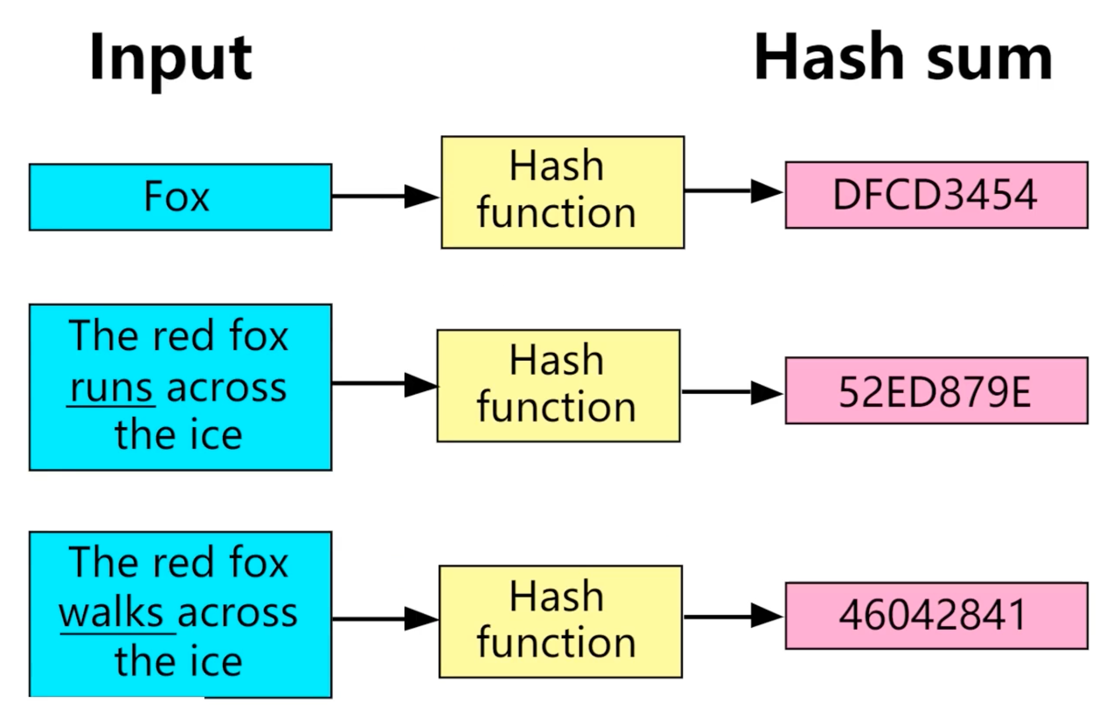 Input
Hash sum
Fox
Hash
function
DFCD3454
The red fox
runs across
the ice
Hash
function
52ED879E
The red fox
walks across
the ice
Hash
function
46042841